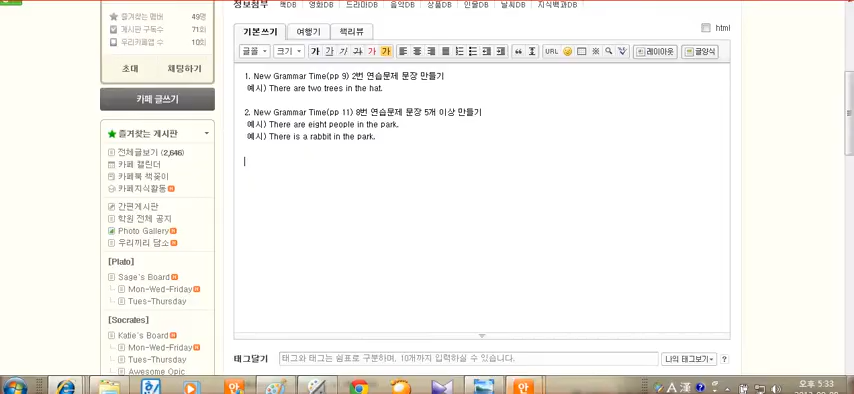 즐겨찾는 멤버 49명
게시판 구독수 71회
우리카페앱 수 10회
초대 채팅하기
카페 글쓰기
즐겨찾는 게시판
전체글보기 (2,646)
카페 캘린더
카페북 책꽂이
카페지식활동
간편게시판
학원 전체 공지
Photo Gallery
우리끼리 담소
[Plato]
Sage's Board
Mon-Wed-Friday
Tues-Thursday
[Socrates]
Katie's Board
Mon-Wed-Friday
Tues-Thursday
Awesome Opic
정보첨부 책DB 영화DB 드라마DB 음악DB 상품DB 인물DB 날씨DB 지식백과DB
기본쓰기 여행기 책리뷰 html
글꼴 크기 가 가 가 가 가 가 URL 레이아웃 글양식
1. New Grammar Time(pp 9) 2번 연습문제 문장 만들기
예시) There are two trees in the hat.
2. New Grammar Time(pp 11) 8번 연습문제 문장 5개 이상 만들기
예시) There are eight people in the park.
예시) There is a rabbit in the park.
태그달기 태그와 태그는 쉼표로 구분하며, 10개까지 입력하실 수 있습니다. 나의 태그보기 ?
A 漢 오후 5:33